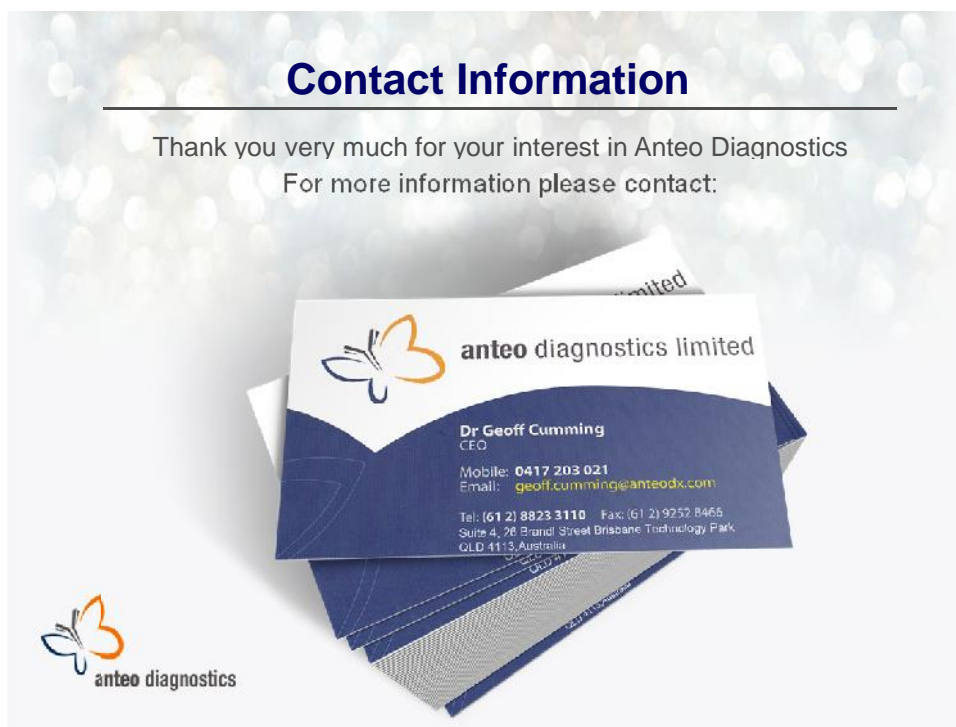 Contact Information
Thank you very much for your interest in Anteo Diagnostics
For more information please contact:
limited
anteo diagnostics limited
Dr Geoff Cumming
CEO
Mobile: 0417 203 021
Email: geoff.cumming@anteodx.com
Tel: (61 2) 8823 3110 Fax: (61 2) 9252 8466
Suite 4, 26 Brandl Street Brisbane Technology Park
QLD 4113,Australia
anteo diagnostics